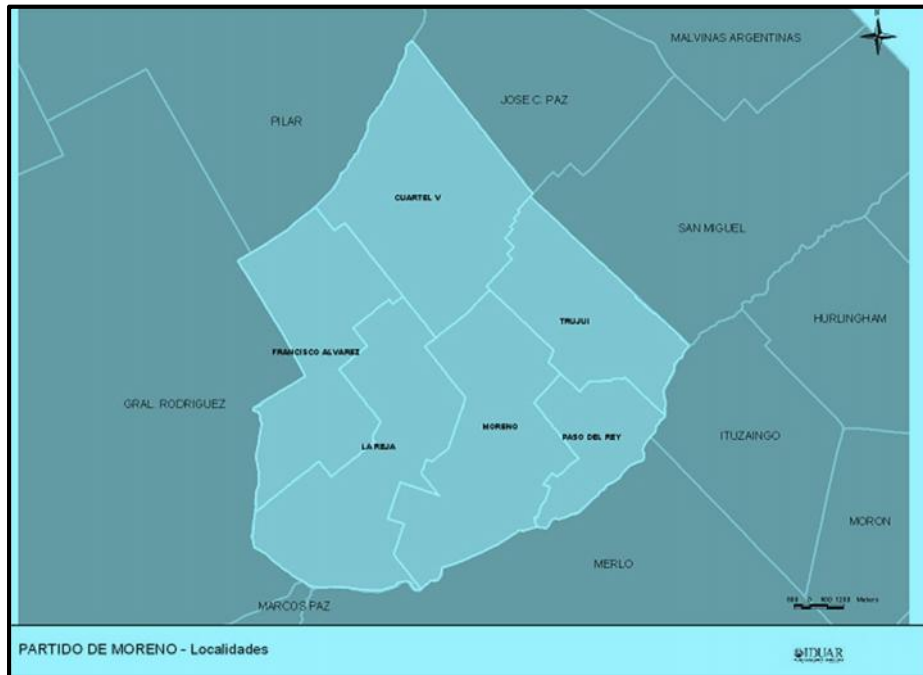 MALVINAS ARGENTINAS
JOSE C. PAZ
PILAR
CUARTEL V
SAN MIGUEL
HURLINGHAM
TRUJUI
FRANCISCO ALVAREZ
GRAL. RODRIGUEZ
MORENO
PASO DEL REY
ITUZAINGO
LA REJA
MORON
MERLO
MARCOS PAZ
Meters
PARTIDO DE MORENO - Localidades
IDUAR